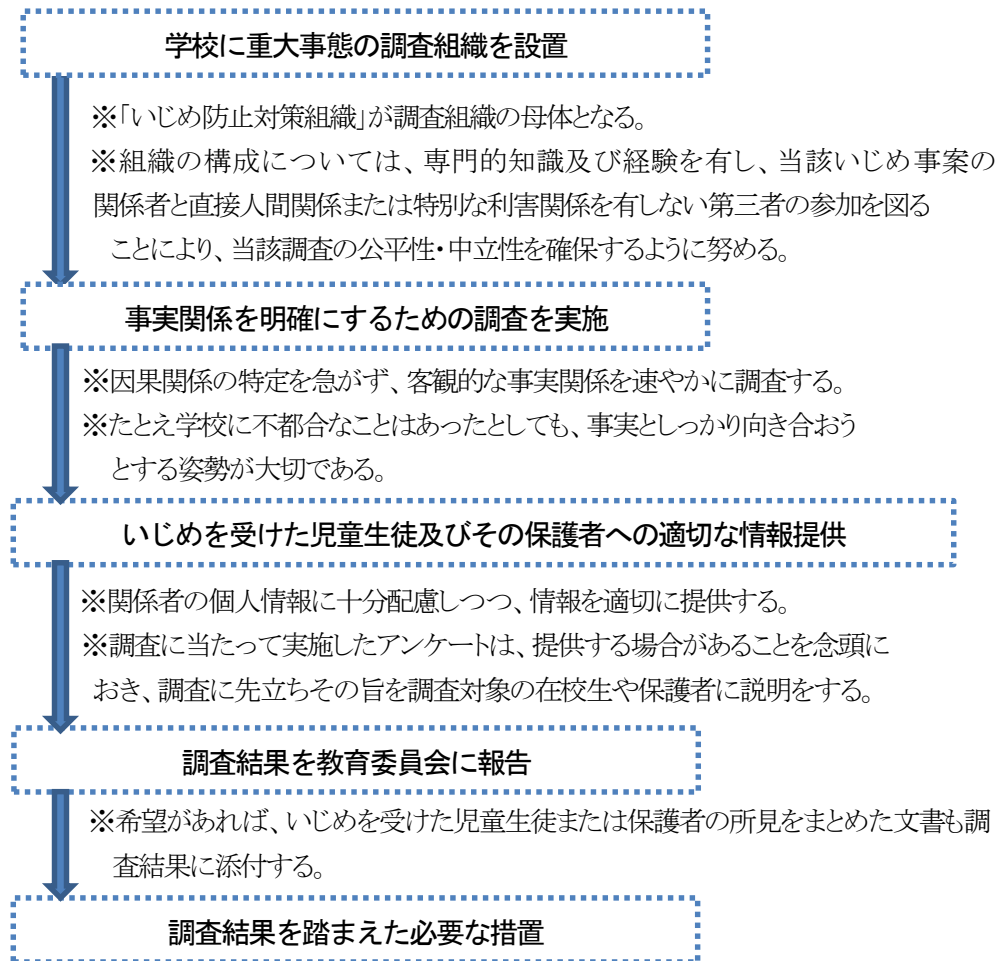 学校に重大事態の調査組織を設置
※「いじめ防止対策組織」が調査組織の母体となる。
※組織の構成については、専門的知識及び経験を有し、当該いじめ事案の
関係者と直接人間関係または特別な利害関係を有しない第三者の参加を図る
ことにより、当該調査の公平性・中立性を確保するように努める。
事実関係を明確にするための調査を実施
※因果関係の特定を急がず、客観的な事実関係を速やかに調査する。
※たとえ学校に不都合なことはあったとしても、事実としっかり向き合おう
とする姿勢が大切である。
いじめを受けた児童生徒及びその保護者への適切な情報提供
※関係者の個人情報に十分配慮しつつ、情報を適切に提供する。
※調査に当たって実施したアンケートは、提供する場合があることを念頭に
おき、調査に先立ちその旨を調査対象の在校生や保護者に説明をする。
調査結果を教育委員会に報告
※希望があれば、いじめを受けた児童生徒または保護者の所見をまとめた文書も調
査結果に添付する。
調査結果を踏まえた必要な措置